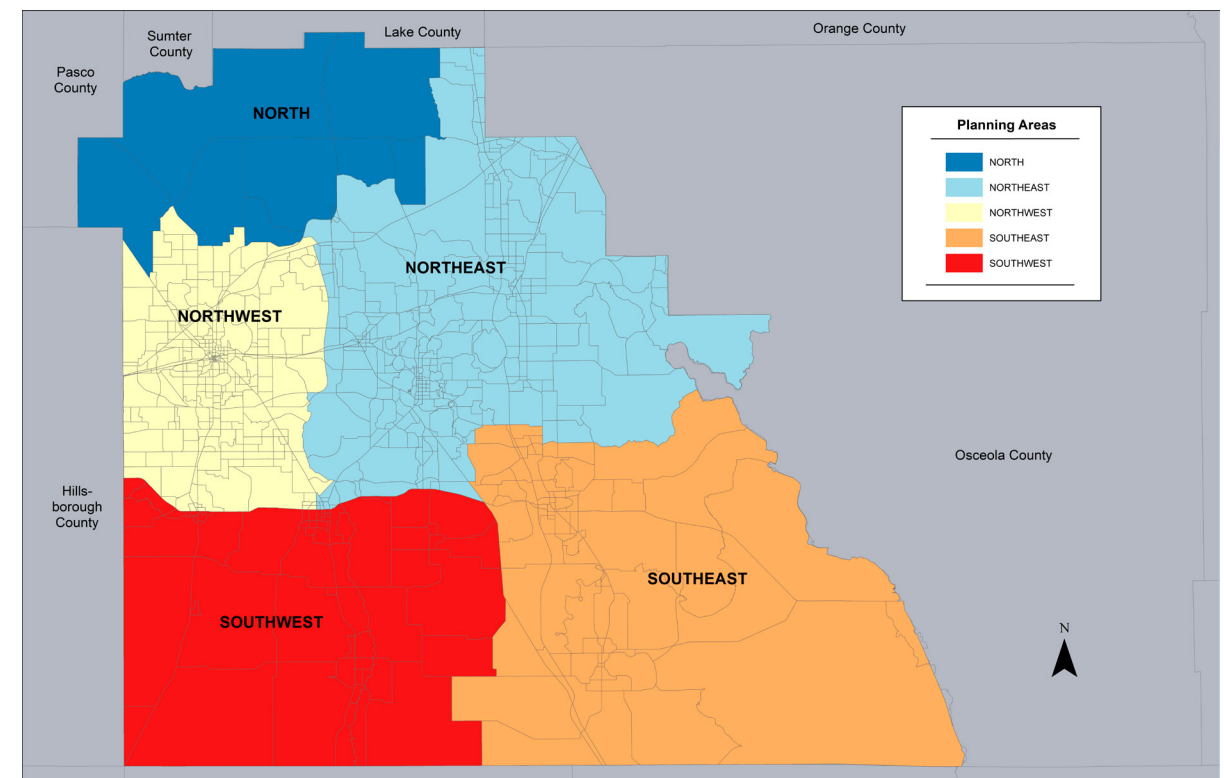 Sumter
County
Lake County
Orange County
Pasco
County
NORTH
Planning Areas
NORTH
NORTHEAST
NORTHWEST
SOUTHEAST
SOUTHWEST
NORTHEAST
NORTHWEST
Osceola County
Hills-
borough
County
SOUTHEAST
SOUTHWEST
N